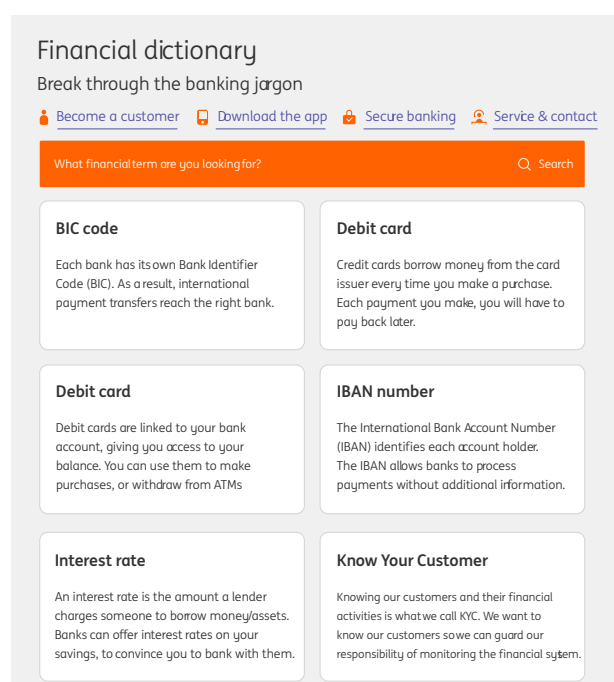 Financial dictionary
Break through the banking jargon
Become a customer Download the app Secure banking Service & contact
What financial term are you looking for? Search
BIC code
Each bank has its own Bank Identifier
Code (BIC). As a result, international
payment transfers reach the right bank.
Debit card
Credit cards borrow money from the card
issuer every time you make a purchase.
Each payment you make, you will have to
pay back later.
Debit card
Debit cards are linked to your bank
account, giving you access to your
balance. You can use them to make
purchases, or withdraw from ATMs
IBAN number
The International Bank Account Number
(IBAN) identifies each account holder.
The IBAN allows banks to process
payments without additional information.
Interest rate
An interest rate is the amount a lender
charges someone to borrow money/assets.
Banks can offer interest rates on your
savings, to convince you to bank with them.
Know Your Customer
Knowing our customers and their financial
activities is what we call KYC. We want to
know our customers so we can guard our
responsibility of monitoring the financial system.